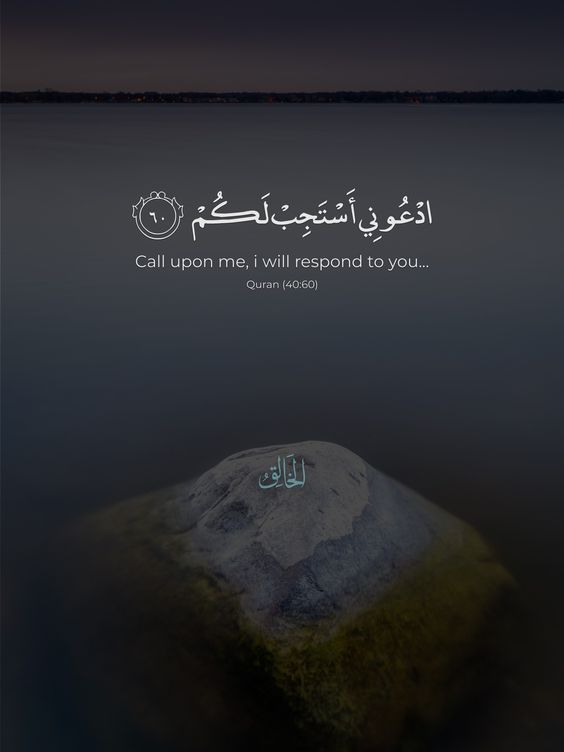 ادْعُونِي أَسْتَجِبْ لَكُمْ ٦٠
Call upon me, i will respond to you...
Quran (40:60)
الخَالِقُ